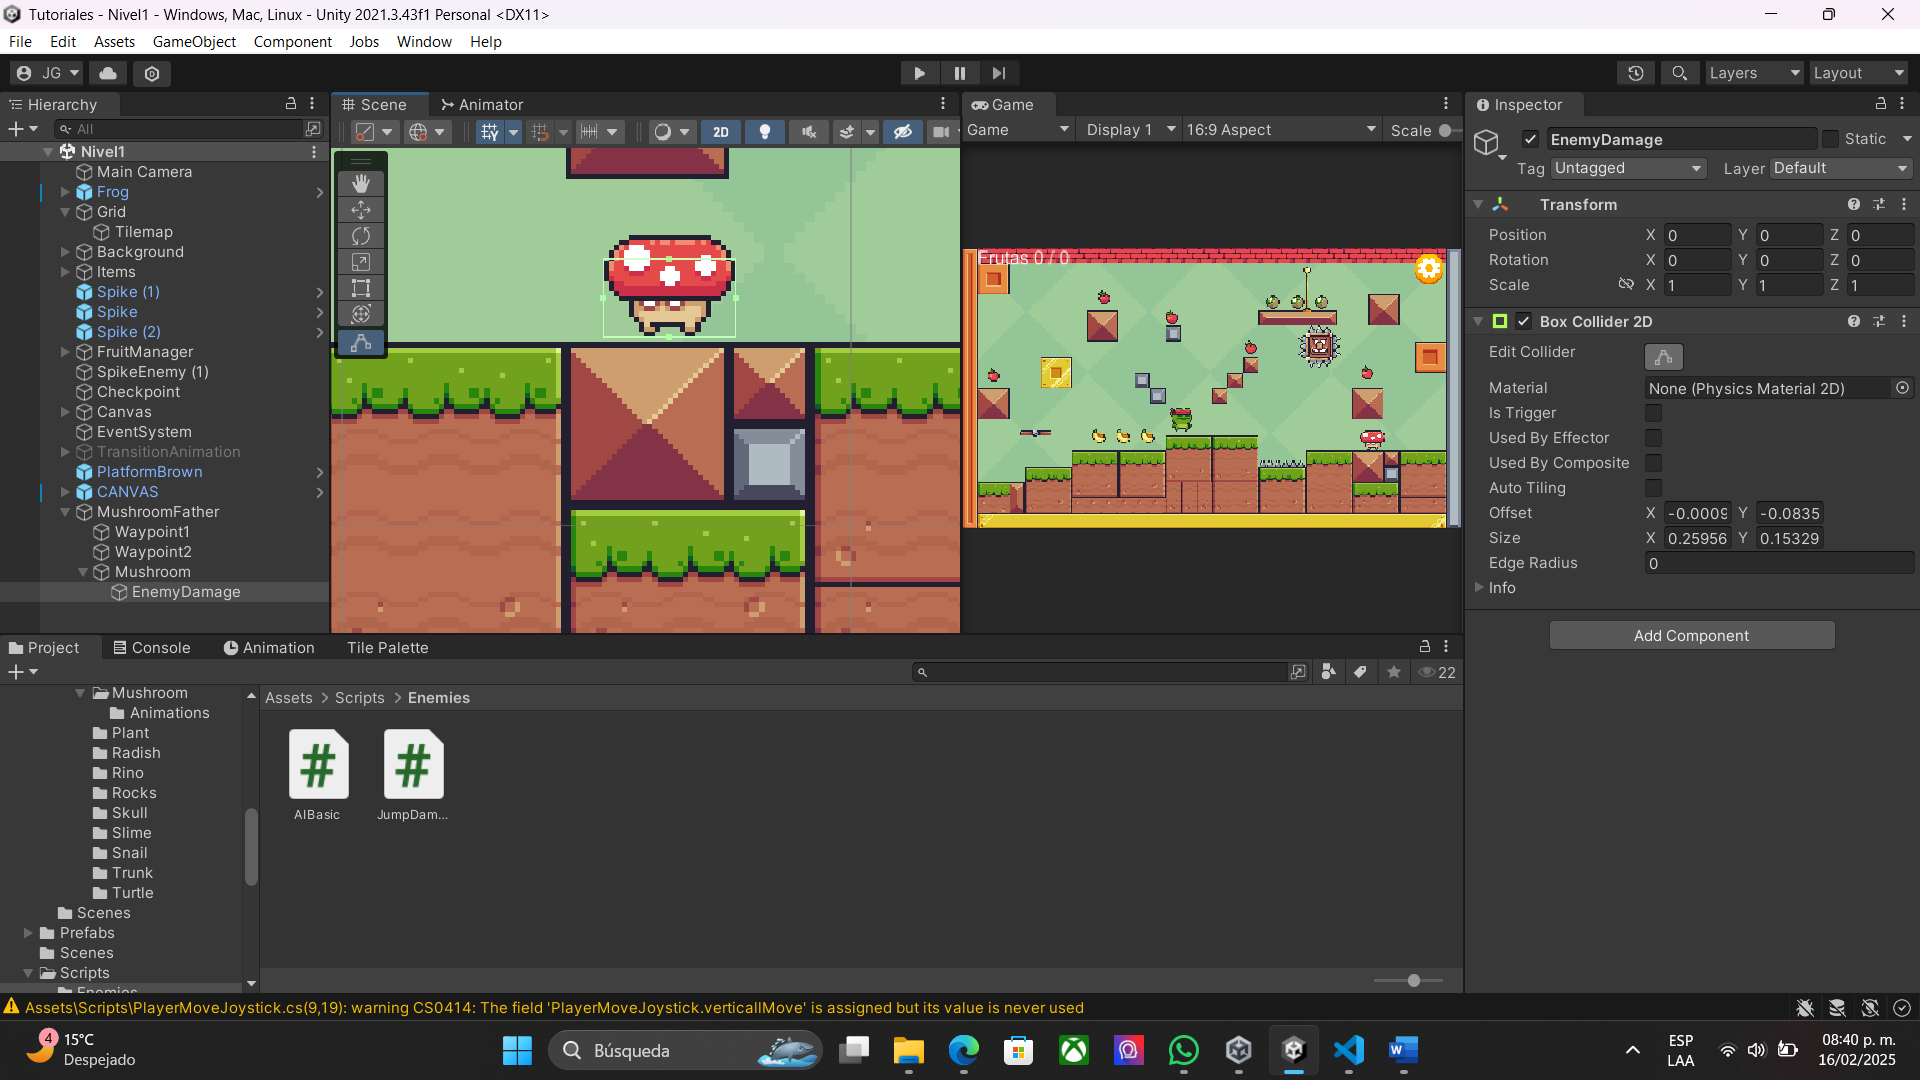 Tutoriales - Nivel1 - Windows, Mac, Linux - Unity 2021.3.43f1 Personal <DX11>
File Edit Assets GameObject Component Jobs Window Help
JG Layers Layout
Hierarchy
All
Nivel1
Main Camera
Frog
Grid
Tilemap
Background
Items
Spike (1)
Spike
Spike (2)
FruitManager
SpikeEnemy (1)
Checkpoint
Canvas
EventSystem
TransitionAnimation
PlatformBrown
CANVAS
MushroomFather
Waypoint1
Waypoint2
Mushroom
EnemyDamage
Scene Animator
2D
Game
Game Display 1 16:9 Aspect Scale
Frutas 0 / 0
Inspector
EnemyDamage Static
Tag Untagged Layer Default
Transform
Position X 0 Y 0 Z 0
Rotation X 0 Y 0 Z 0
Scale X 1 Y 1 Z 1
Box Collider 2D
Edit Collider
Material None (Physics Material 2D)
Is Trigger
Used By Effector
Used By Composite
Auto Tiling
Offset X -0.0009 Y -0.0835
Size X 0.25956 Y 0.15329
Edge Radius 0
Info
Add Component
Project Console Animation Tile Palette
22
Mushroom
Animations
Plant
Radish
Rino
Rocks
Skull
Slime
Snail
Trunk
Turtle
Scenes
Prefabs
Scenes
Scripts
Enemies
Assets > Scripts > Enemies
AIBasic JumpDam...
Assets\Scripts\PlayerMoveJoystick.cs(9,19): warning CS0414: The field 'PlayerMoveJoystick.verticallMove' is assigned but its value is never used
4
15°C
Despejado
Búsqueda
ESP
LAA
08:40 p. m.
16/02/2025